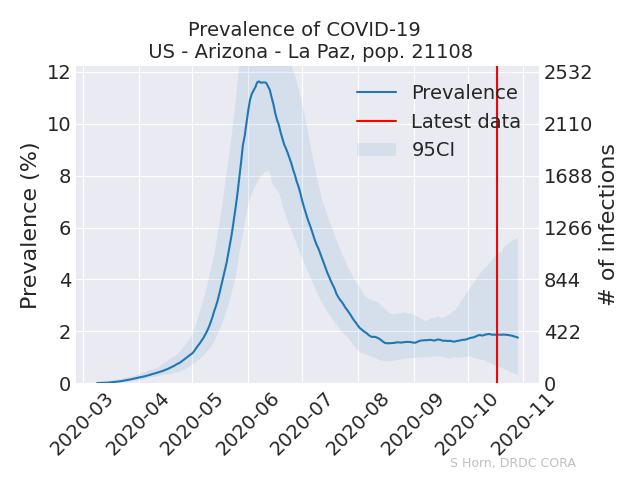 Prevalence of COVID-19
US - Arizona - La Paz, pop. 21108
Prevalence (%)
12
10
8
6
4
2
0
2532
2110
1688
1266
844
422
0
# of infections
Prevalence
Latest data
95CI
2020-03
2020-04
2020-05
2020-06
2020-07
2020-08
2020-09
2020-10
2020-11
S Horn, DRDC CORA